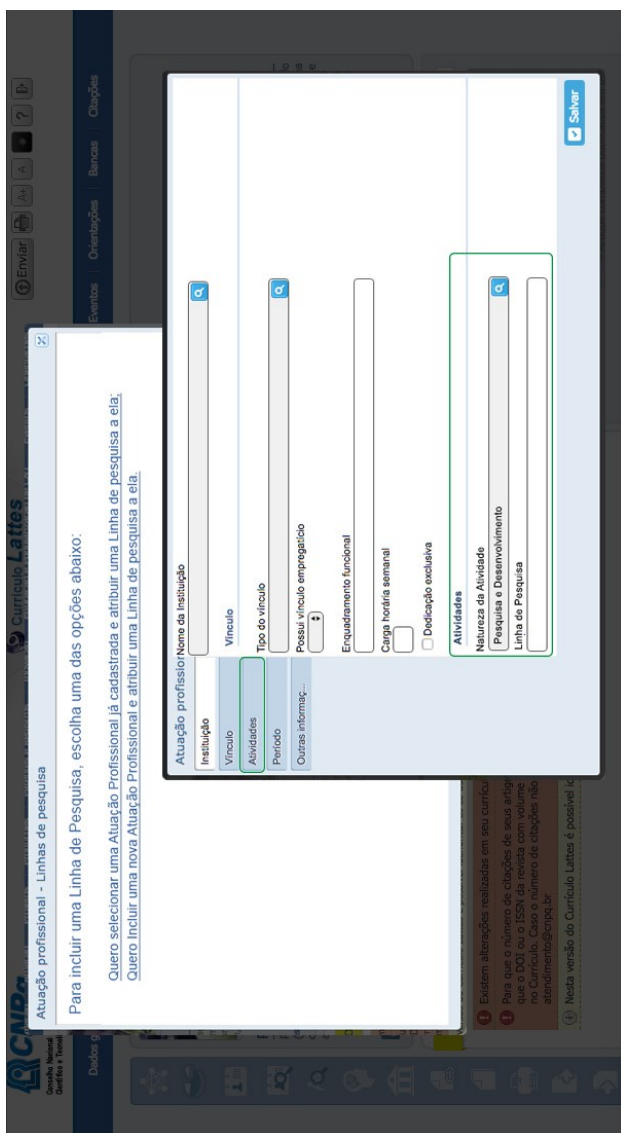 CNPq
Conselho Nacional
Científico e Tecnol
Currículo Lattes
Enviar
A+
A
?
Dados g
Eventos
Orientações
Bancas
Citações
Atuação profissional - Linhas de pesquisa
Para incluir uma Linha de Pesquisa, escolha uma das opções abaixo:
Quero selecionar uma Atuação Profissional já cadastrada e atribuir uma Linha de pesquisa a ela;
Quero Incluir uma nova Atuação Profissional e atribuir uma Linha de pesquisa a ela.
Atuação profission
Instituição
Vínculo
Atividades
Período
Outras informaç...
Nome da Instituição
Vínculo
Tipo do vínculo
Possui vínculo empregatício
Enquadramento funcional
Carga horária semanal
Dedicação exclusiva
Atividades
Natureza da Atividade
Pesquisa e Desenvolvimento
Linha de Pesquisa
Salvar
Existem alterações realizadas em seu currícu
Para que o número de citações de seus artig
que o DOI ou o ISSN da revista com volume
no Currículo. Caso o número de citações não
atendimento@cnpq.br
Nesta versão do Currículo Lattes é possível ic